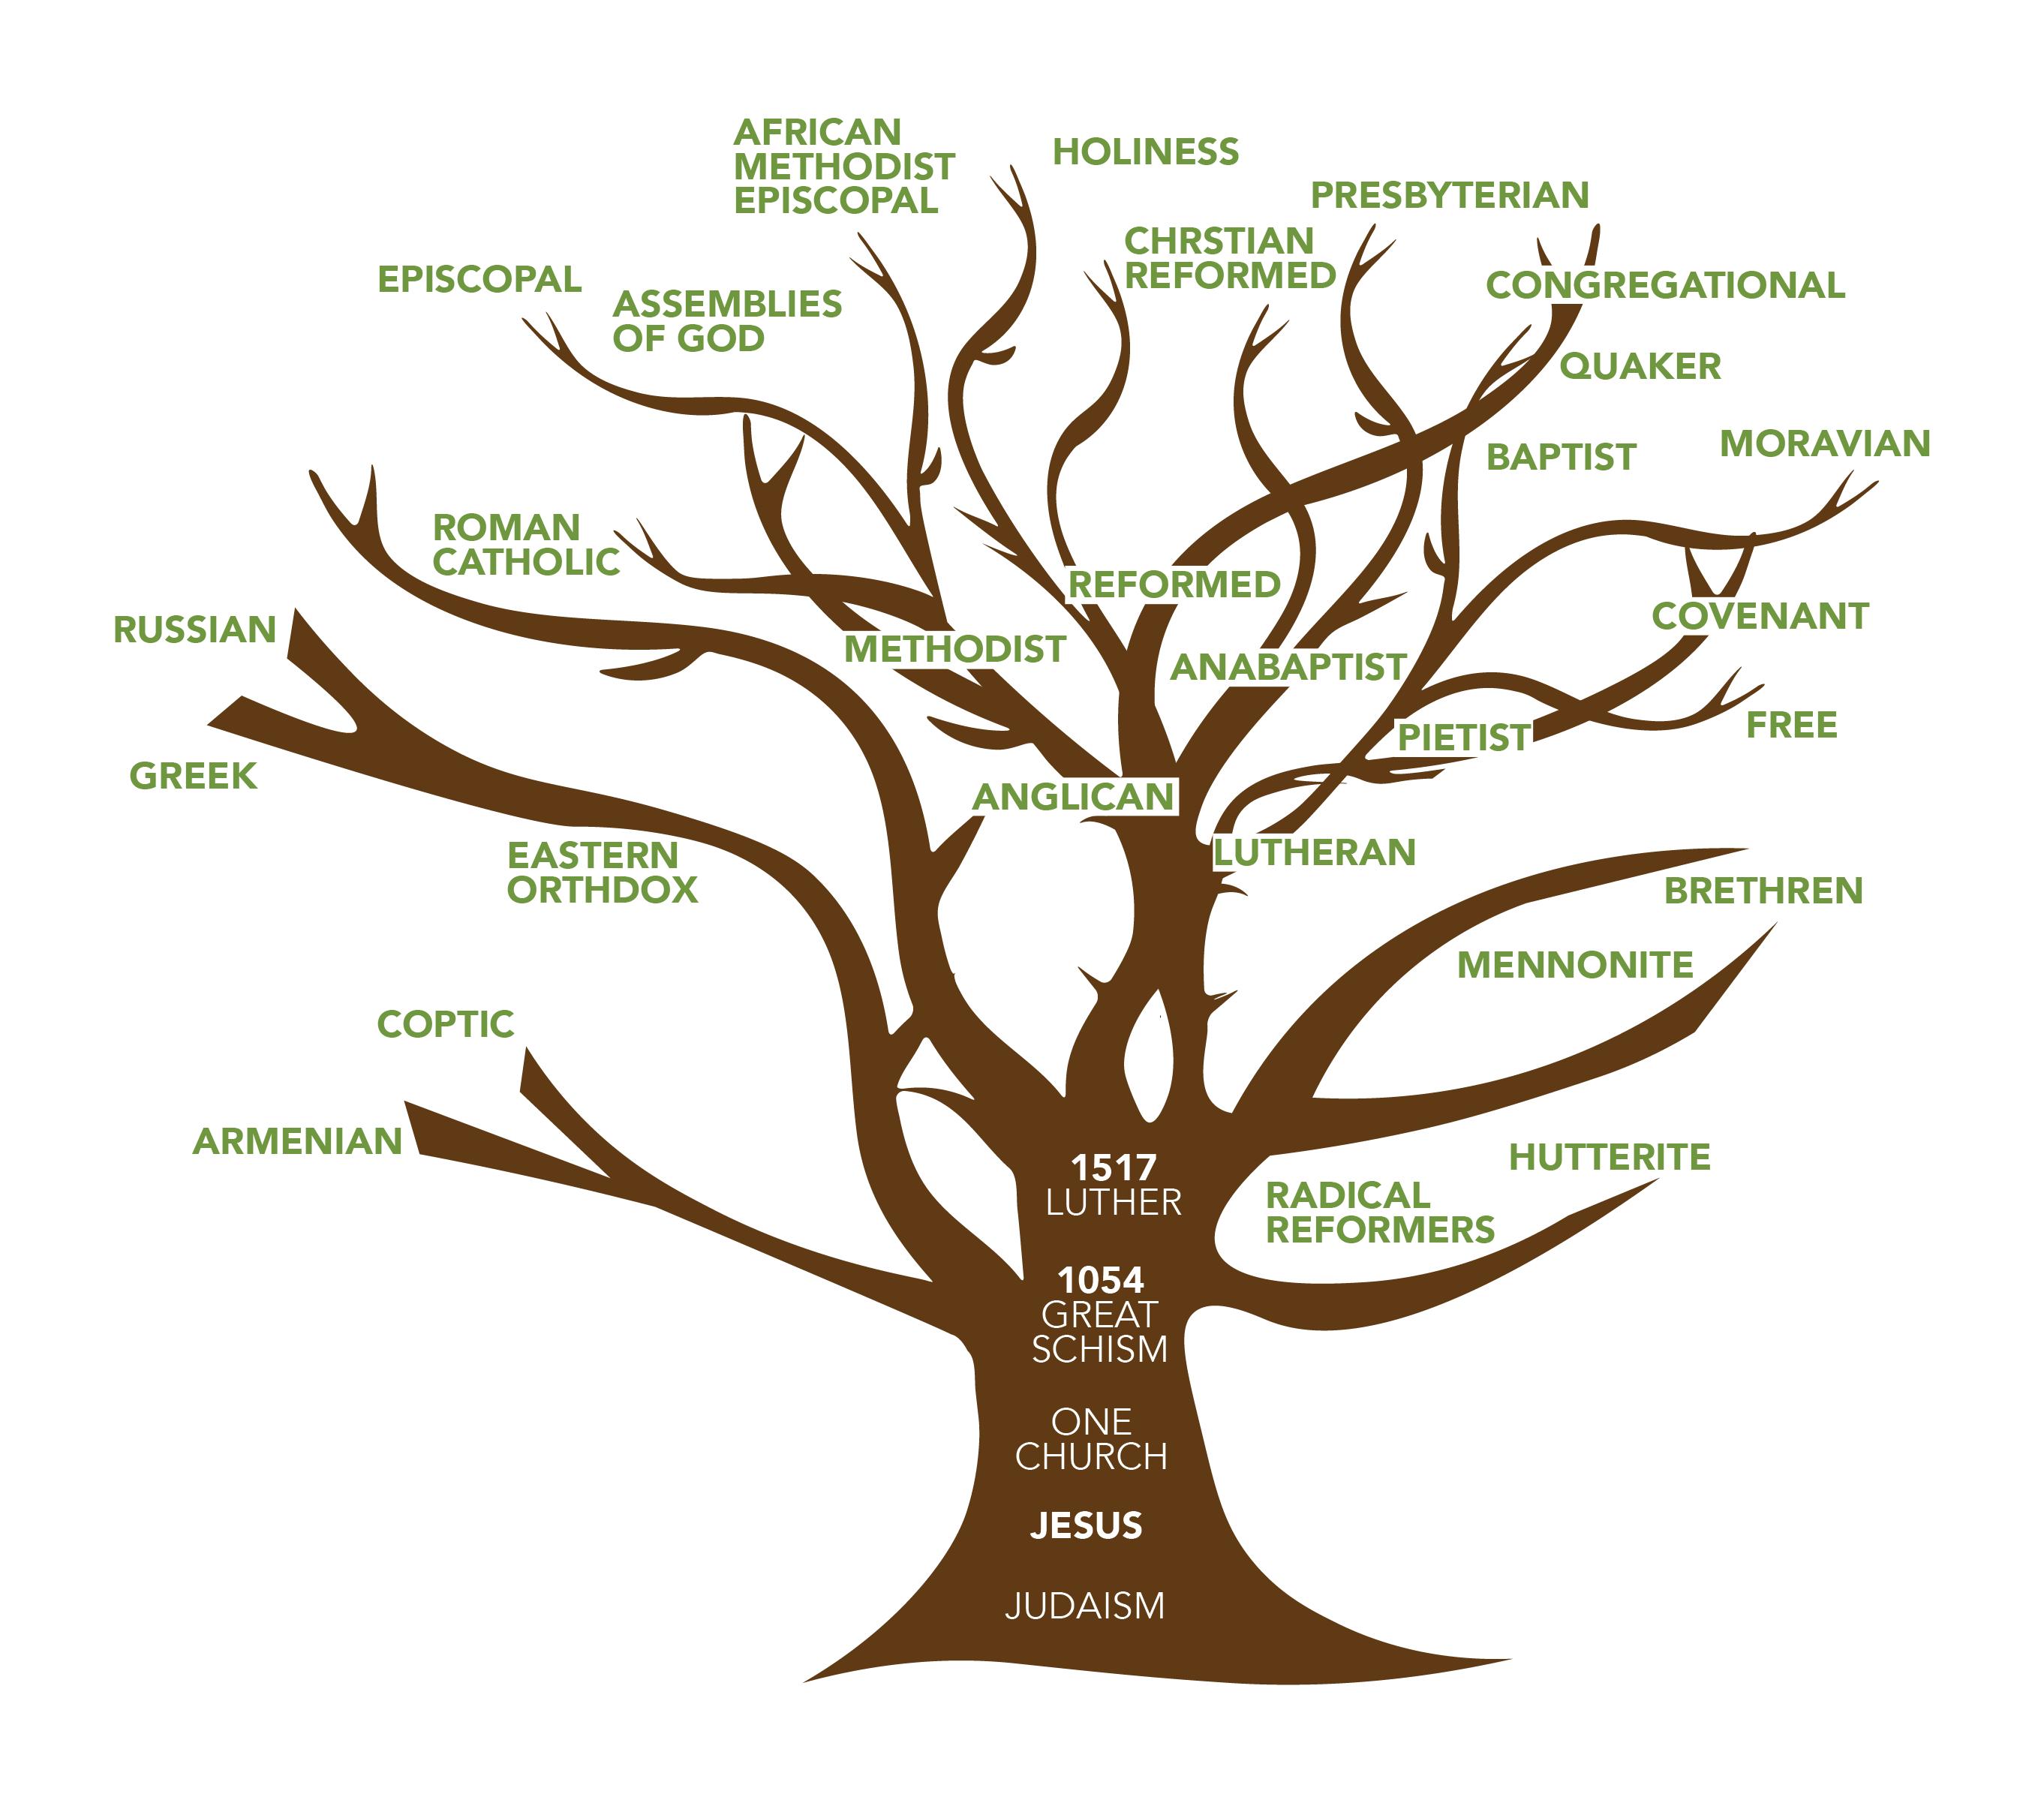 AFRICAN
METHODIST
EPISCOPAL
HOLINESS
PRESBYTERIAN
CHRSTIAN
REFORMED
EPISCOPAL
ASSEMBLIES
OF GOD
CONGREGATIONAL
QUAKER
BAPTIST
MORAVIAN
ROMAN
CATHOLIC
REFORMED
RUSSIAN
METHODIST
ANABAPTIST
COVENANT
GREEK
ANGLICAN
PIETIST
FREE
EASTERN
ORTHDOX
LUTHERAN
BRETHREN
MENNONITE
COPTIC
ARMENIAN
HUTTERITE
RADICAL
REFORMERS
1517
LUTHER
1054
GREAT
SCHISM
ONE
CHURCH
JESUS
JUDAISM